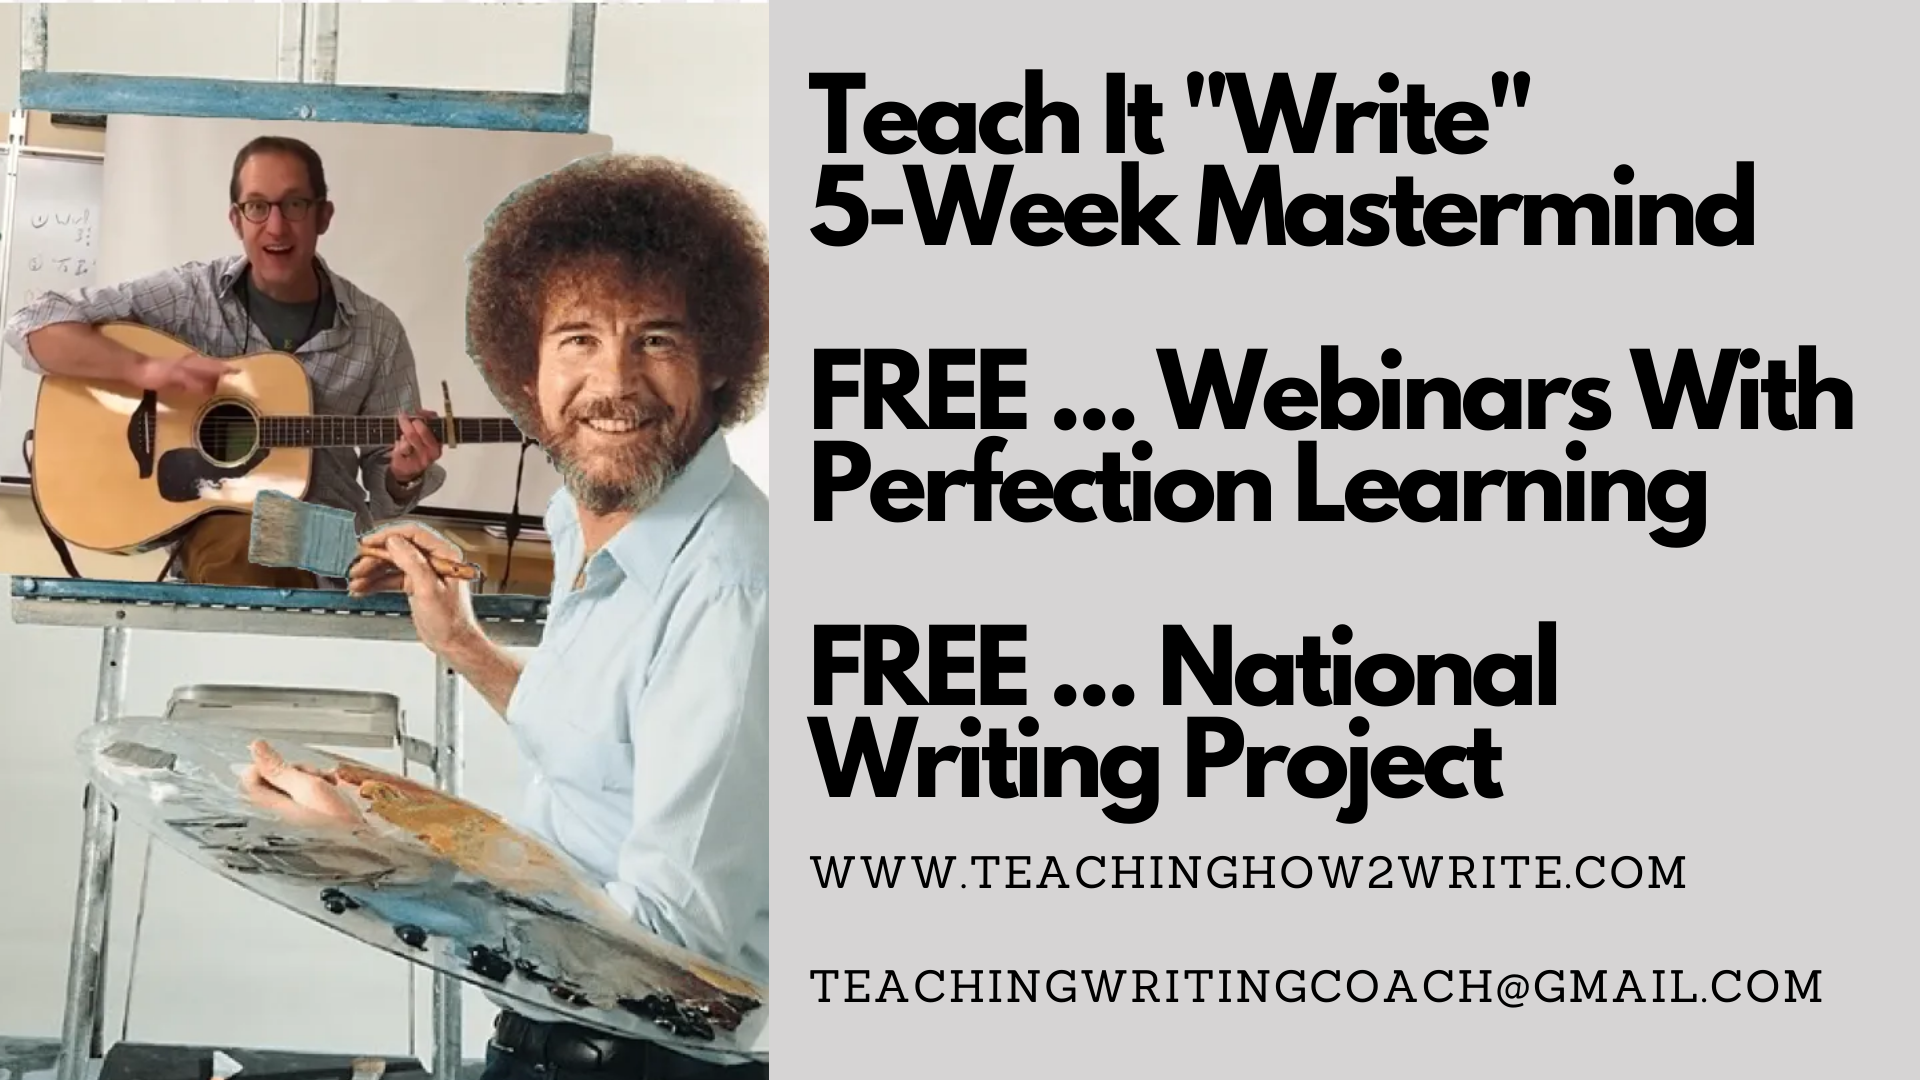 Teach It "Write"
5-Week Mastermind
FREE ... Webinars With
Perfection Learning
FREE ... National
Writing Project
WWW.TEACHINGHOW2WRITE.COM
TEACHINGWRITINGCOACH@GMAIL.COM